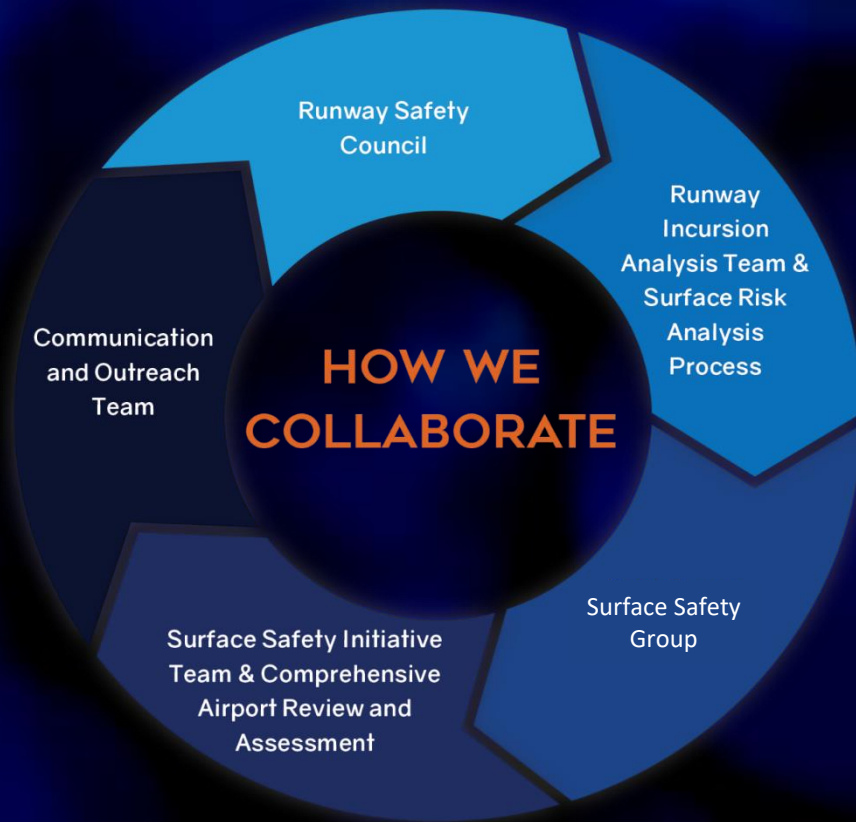 Runway Safety
Council
Runway
Incursion
Analysis Team &
Surface Risk
Analysis
Process
Communication
and Outreach
Team
HOW WE
COLLABORATE
Surface Safety
Group
Surface Safety Initiative
Team & Comprehensive
Airport Review and
Assessment